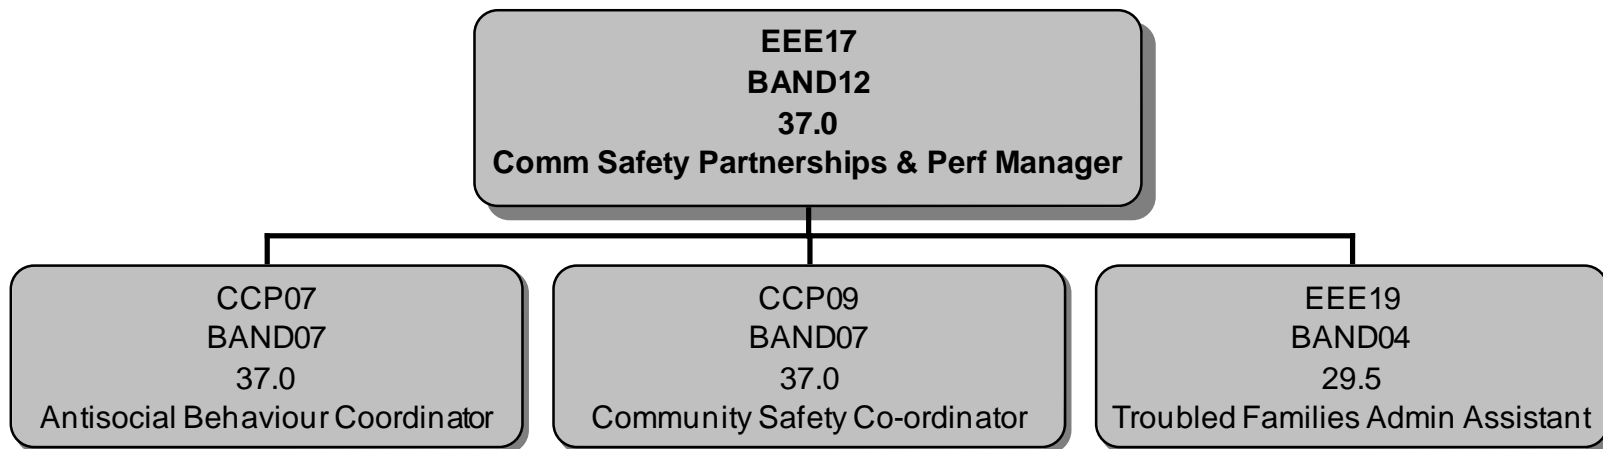 EEE17
BAND12
37.0
Comm Safety Partnerships & Perf Manager
CCP07
BAND07
37.0
Antisocial Behaviour Coordinator
CCP09
BAND07
37.0
Community Safety Co-ordinator
EEE19
BAND04
29.5
Troubled Families Admin Assistant